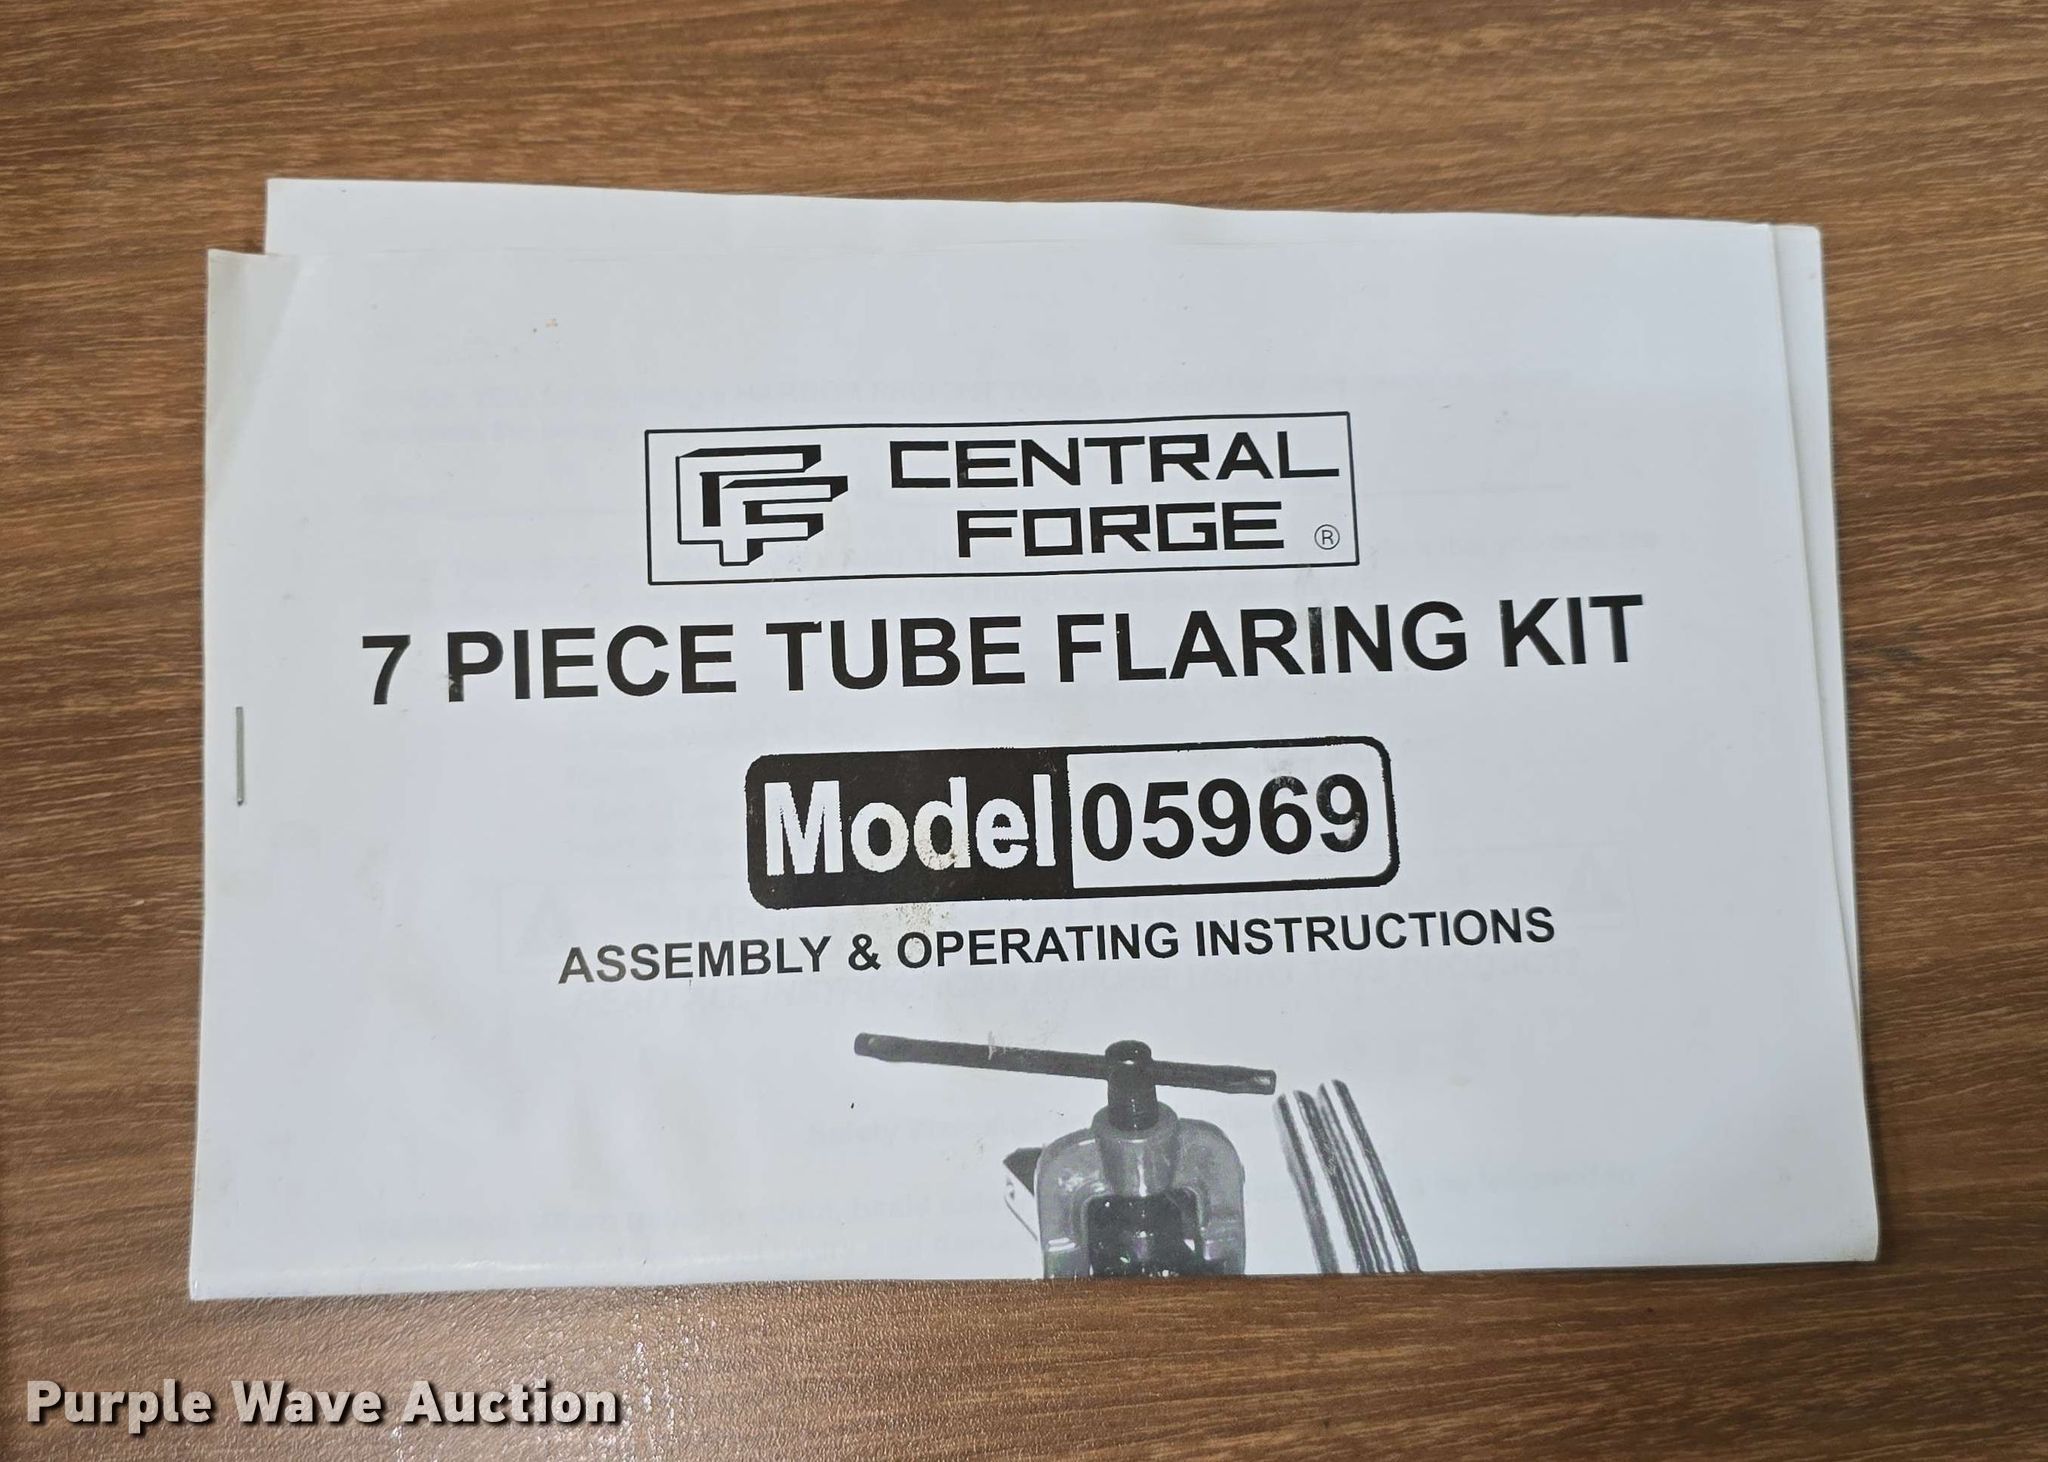 CENTRAL
FORGE ®
7 PIECE TUBE FLARING KIT
Model 05969
ASSEMBLY & OPERATING INSTRUCTIONS
Purple Wave Auction